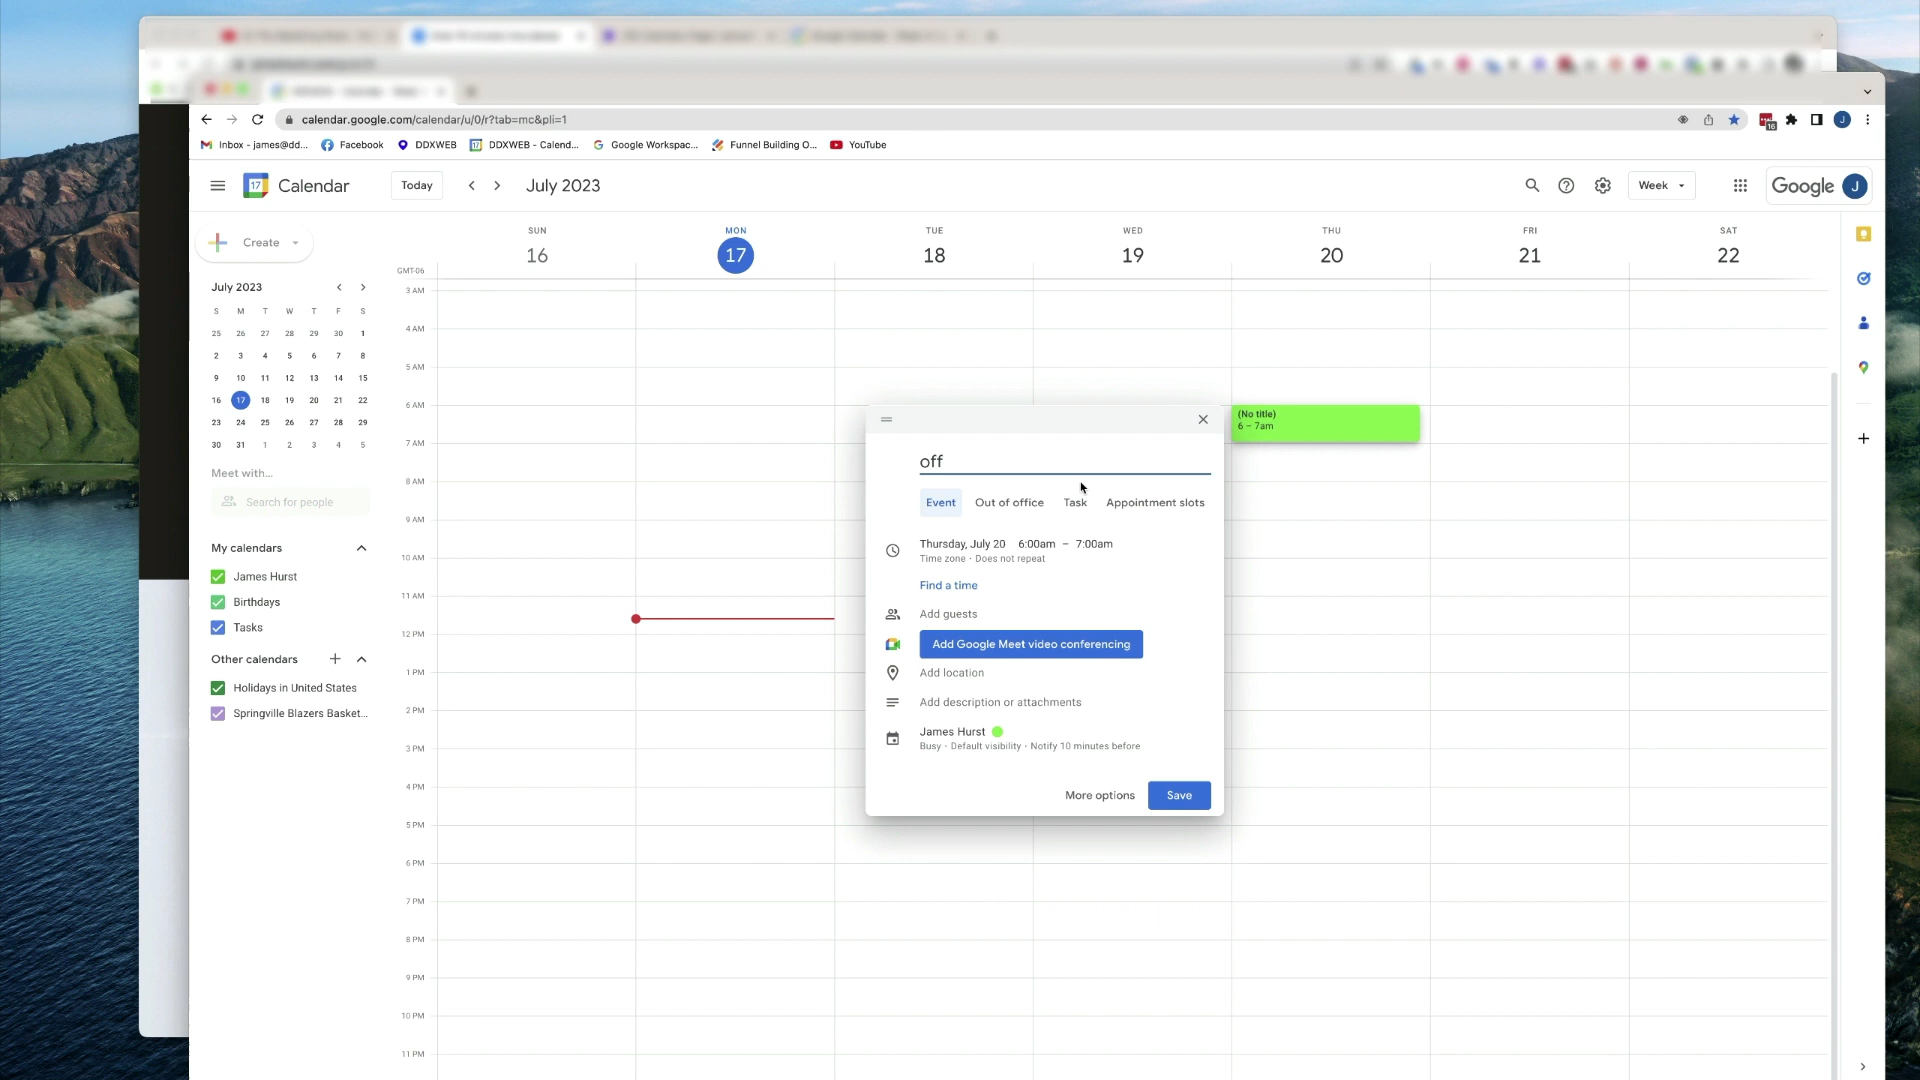 calendar.google.com/calendar/u/0/r?tab=mc&pli=1
16
J
Inbox - james@dd...
Facebook
DDXWEB
DDXWEB - Calend...
Google Workspac...
Funnel Building O...
YouTube
17
Calendar
Today
July 2023
Week
Google
J
Create
SUN
MON
TUE
WED
THU
FRI
SAT
16
17
18
19
20
21
22
GMT-06
July 2023
S M T W T F S
25 26 27 28 29 30 1
2 3 4 5 6 7 8
9 10 11 12 13 14 15
16 17 18 19 20 21 22
23 24 25 26 27 28 29
30 31 1 2 3 4 5
Meet with...
Search for people
My calendars
James Hurst
Birthdays
Tasks
Other calendars
Holidays in United States
Springville Blazers Basket...
3 AM
4 AM
5 AM
6 AM
7 AM
8 AM
9 AM
10 AM
11 AM
12 PM
1 PM
2 PM
3 PM
4 PM
5 PM
6 PM
7 PM
8 PM
9 PM
10 PM
11 PM
(No title)
6 – 7am
off
Event
Out of office
Task
Appointment slots
Thursday, July 20 6:00am – 7:00am
Time zone · Does not repeat
Find a time
Add guests
Add Google Meet video conferencing
Add location
Add description or attachments
James Hurst
Busy · Default visibility · Notify 10 minutes before
More options
Save